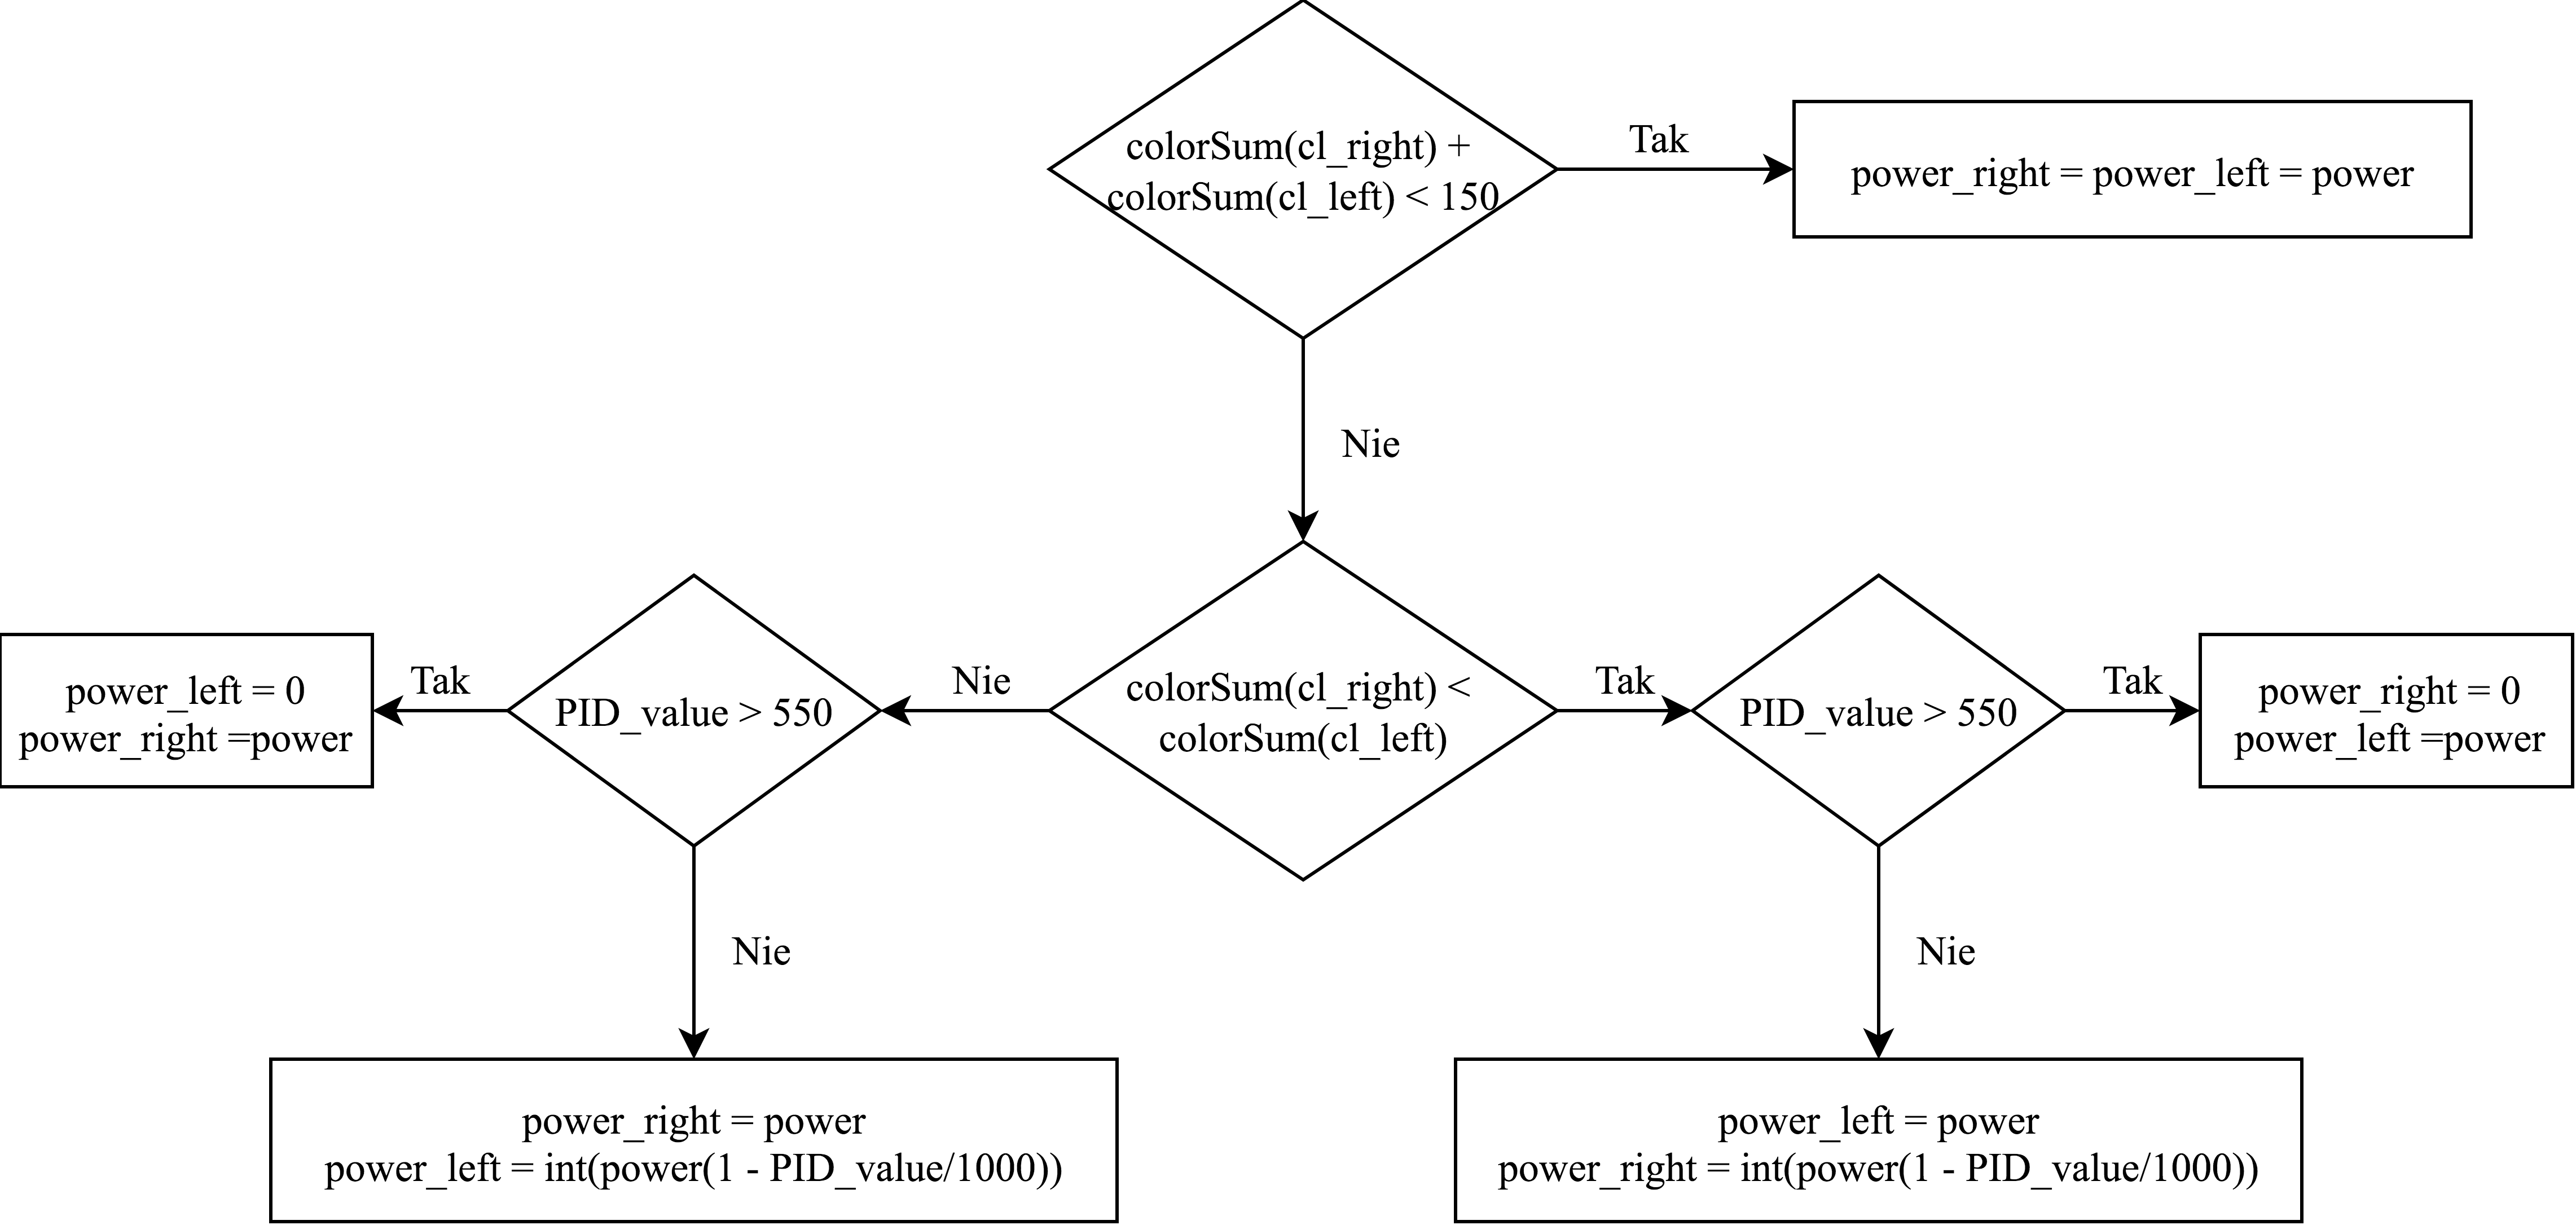 colorSum(cl_right) +
colorSum(cl_left) < 150
Tak
power_right = power_left = power
Nie
power_left = 0
power_right =power
Tak
PID_value > 550
Nie
colorSum(cl_right) <
colorSum(cl_left)
Tak
PID_value > 550
Tak
power_right = 0
power_left =power
Nie
Nie
power_right = power
power_left = int(power(1 - PID_value/1000))
power_left = power
power_right = int(power(1 - PID_value/1000))